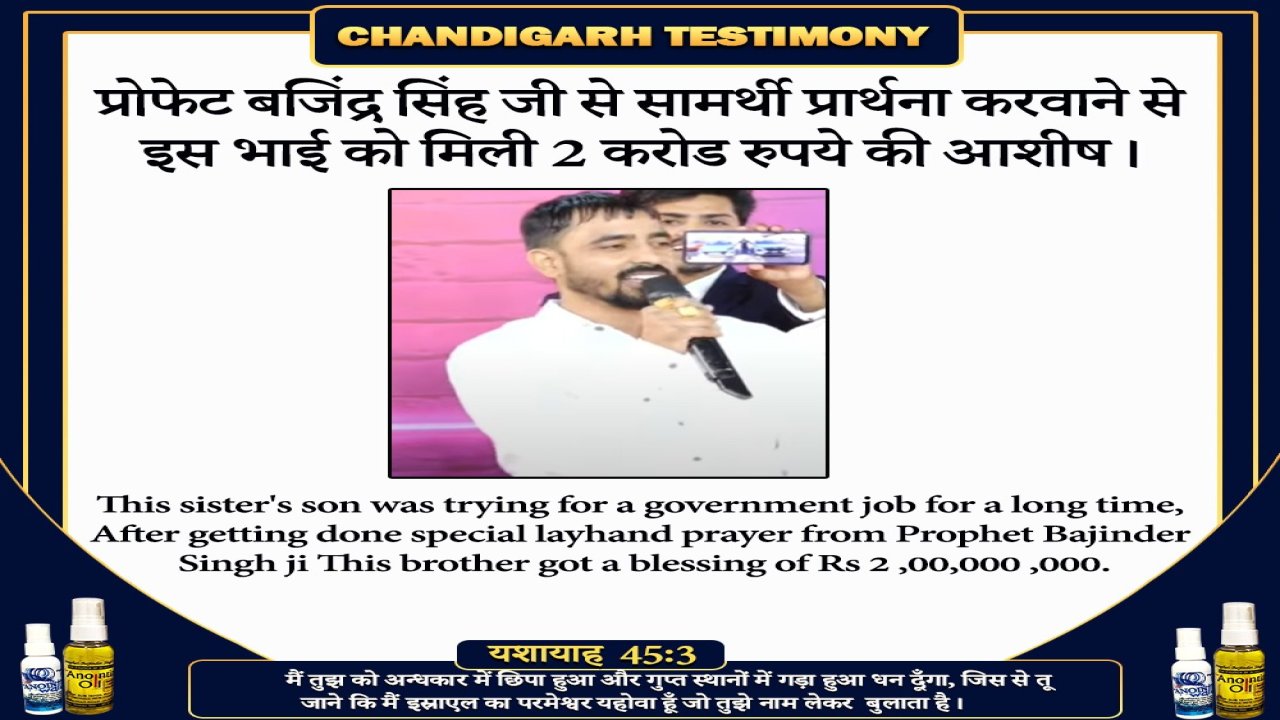 CHANDIGARH TESTIMONY
प्रोफेट बजिंद्र सिंह जी से सामर्थी प्रार्थना करवाने से
इस भाई को मिली 2 करोड रुपये की आशीष ।
This sister's son was trying for a government job for a long time,
After getting done special layhand prayer from Prophet Bajinder
Singh ji This brother got a blessing of Rs 2 ,00,000 ,000.
यशायाह 45:3
मैं तुझ को अन्धकार में छिपा हुआ और गुप्त स्थानों में गड़ा हुआ धन दूँगा, जिस से तू
जाने कि मैं इस्राएल का परमेश्वर यहोवा हूँ जो तुझे नाम लेकर बुलाता है ।
Oil
Oil